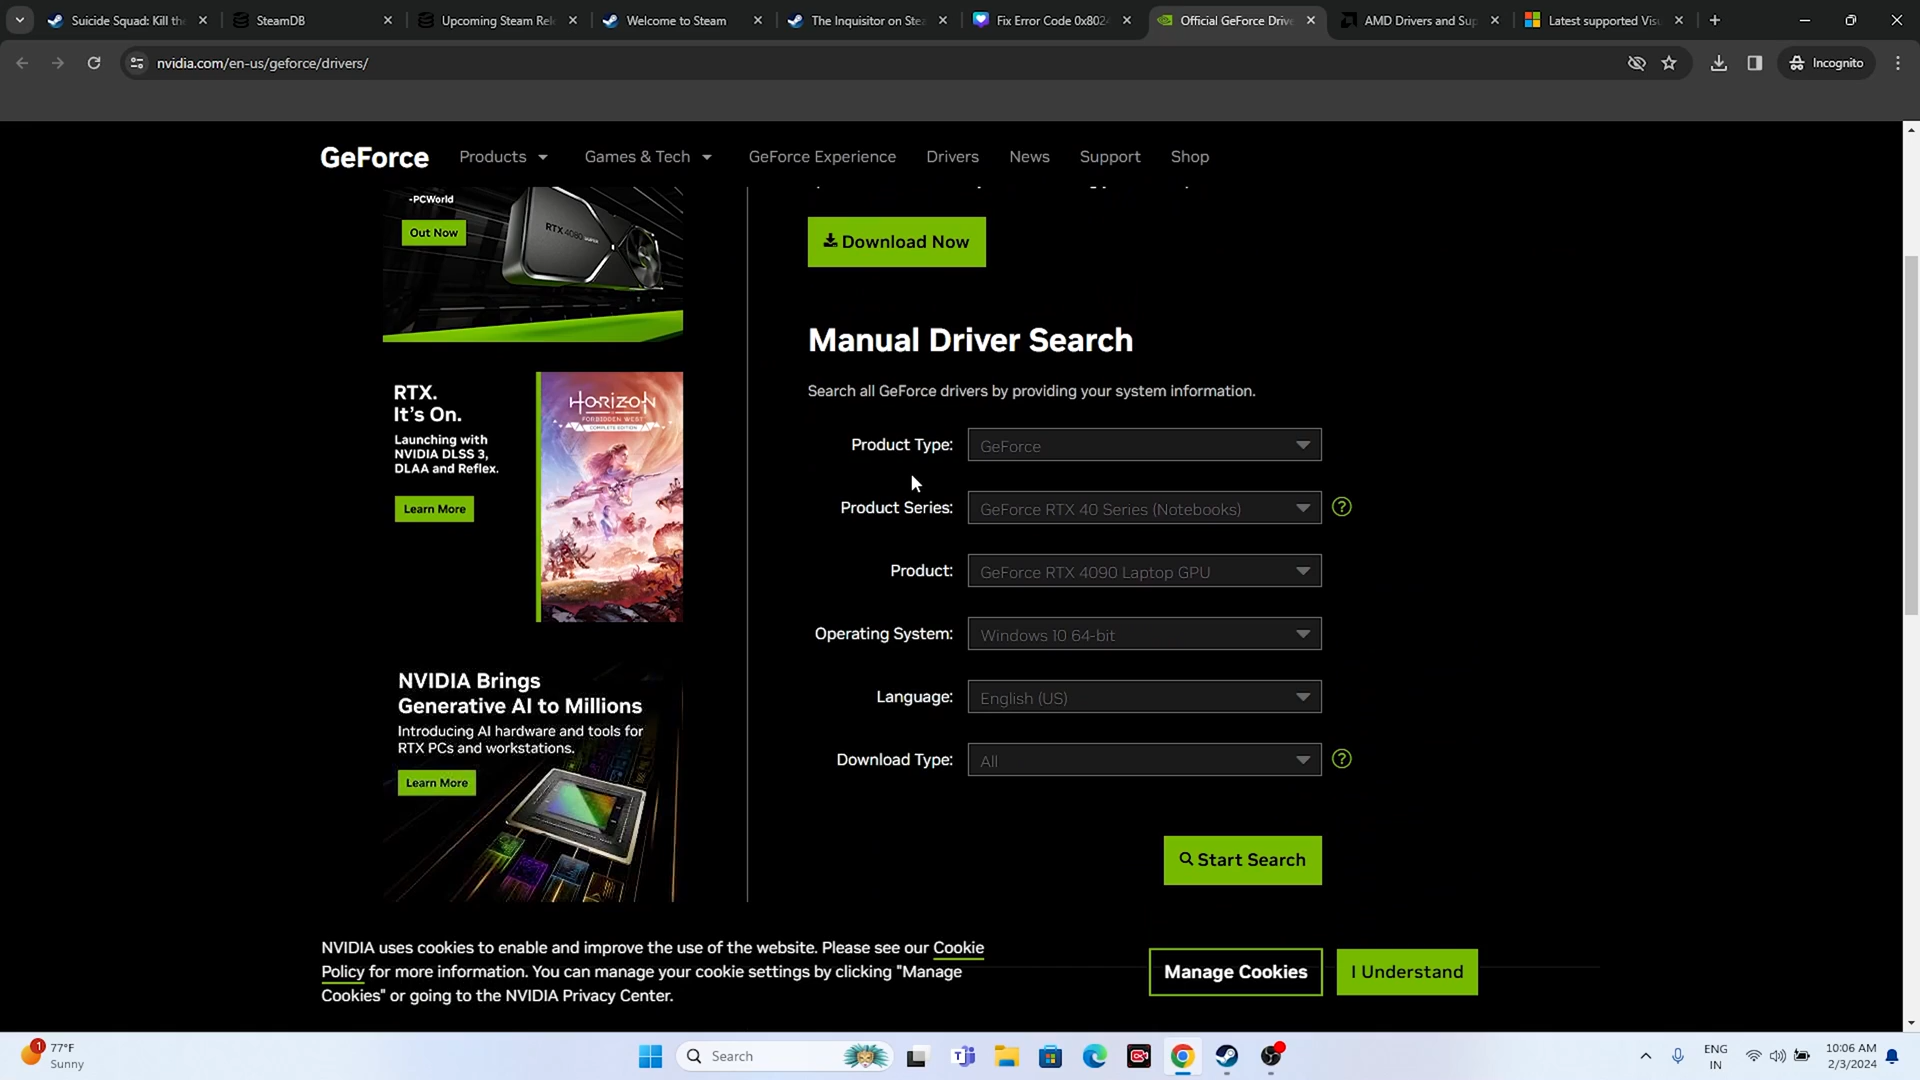 Suicide Squad: Kill the
SteamDB
Upcoming Steam Rele
Welcome to Steam
The Inquisitor on Stea
Fix Error Code 0x8024
Official GeForce Drive
AMD Drivers and Sup
Latest supported Visu
nvidia.com/en-us/geforce/drivers/
Incognito
GeForce
Products
Games & Tech
GeForce Experience
Drivers
News
Support
Shop
-PCWorld
Out Now
RTX 4080 SUPER
Download Now
Manual Driver Search
Search all GeForce drivers by providing your system information.
RTX.
It's On.
Launching with
NVIDIA DLSS 3,
DLAA and Reflex.
Learn More
HORIZON
FORBIDDEN WEST
COMPLETE EDITION
Product Type:
GeForce
Product Series:
GeForce RTX 40 Series (Notebooks)
?
Product:
GeForce RTX 4090 Laptop GPU
Operating System:
Windows 10 64-bit
Language:
English (US)
Download Type:
All
?
NVIDIA Brings
Generative AI to Millions
Introducing AI hardware and tools for
RTX PCs and workstations.
Learn More
Start Search
NVIDIA uses cookies to enable and improve the use of the website. Please see our Cookie
Policy for more information. You can manage your cookie settings by clicking "Manage
Cookies" or going to the NVIDIA Privacy Center.
Manage Cookies
I Understand
1
77°F
Sunny
Search
ENG
IN
10:06 AM
2/3/2024